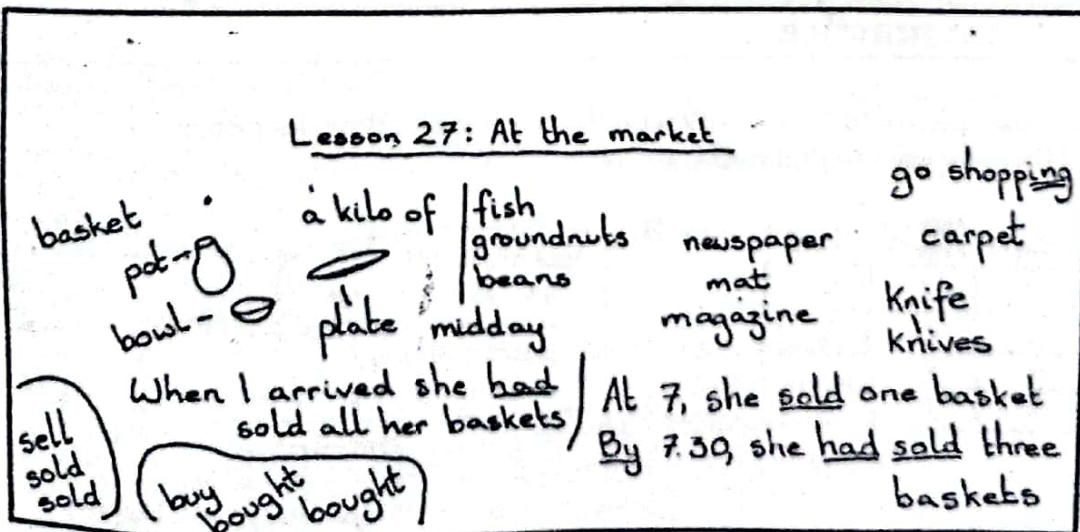 Lesson 27: At the market
basket
pot-
bowl-
a kilo of
fish
groundnuts
beans
plate
midday
newspaper
mat
magazine
go shopping
carpet
Knife
knives
When I arrived she had
sold all her baskets
At 7, she sold one basket
By 7.30, she had sold three
baskets
sell
sold
sold
buy
bought
bought